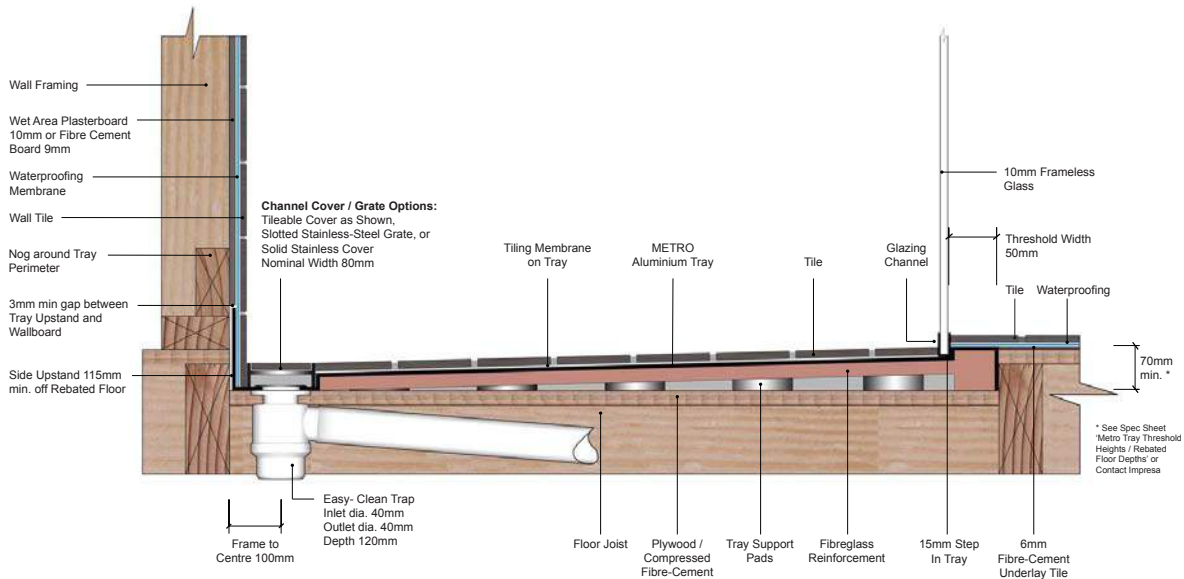 Wall Framing
Wet Area Plasterboard
10mm or Fibre Cement
Board 9mm
Waterproofing
Membrane
Wall Tile
Nog around Tray
Perimeter
3mm min gap between
Tray Upstand and
Wallboard
Side Upstand 115mm
min. off Rebated Floor
Channel Cover / Grate Options:
Tileable Cover as Shown,
Slotted Stainless-Steel Grate, or
Solid Stainless Cover
Nominal Width 80mm
Tiling Membrane
on Tray
METRO
Aluminium Tray
Tile
Glazing
Channel
10mm Frameless
Glass
Threshold Width
50mm
Tile
Waterproofing
70mm
min. *
* See Spec Sheet
'Metro Tray Threshold
Heights / Rebated
Floor Depths' or
Contact Impresa
Frame to
Centre 100mm
Easy- Clean Trap
Inlet dia. 40mm
Outlet dia. 40mm
Depth 120mm
Floor Joist
Plywood /
Compressed
Fibre-Cement
Tray Support
Pads
Fibreglass
Reinforcement
15mm Step
In Tray
6mm
Fibre-Cement
Underlay Tile